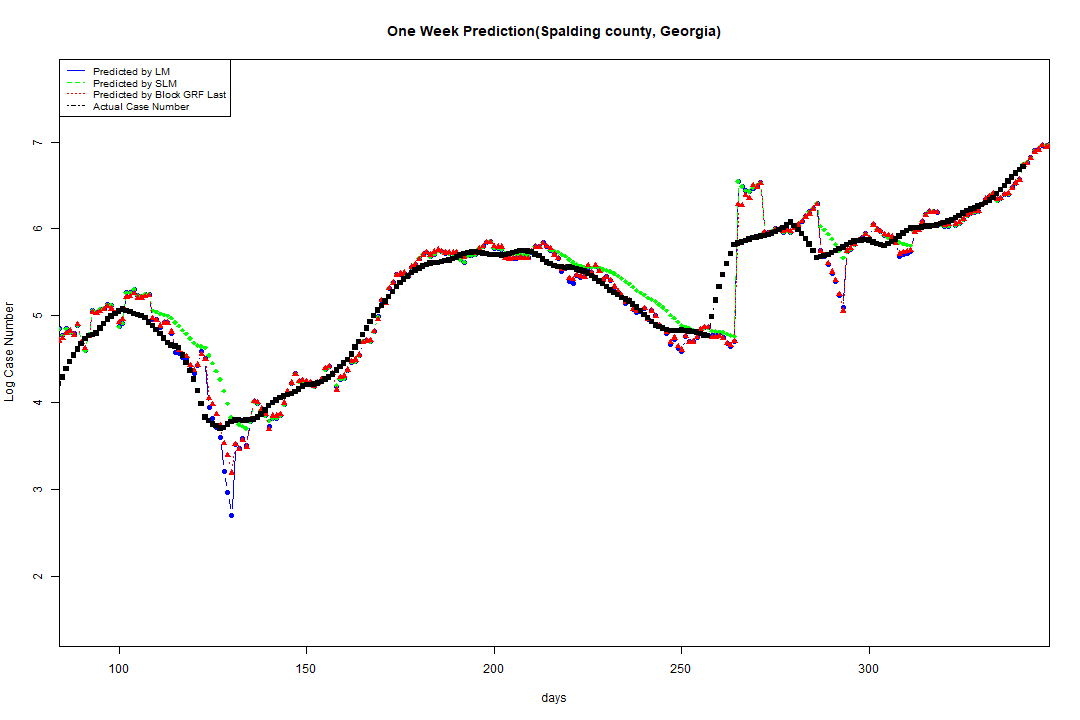 One Week Prediction(Spalding county, Georgia)
Predicted by LM
Predicted by SLM
Predicted by Block GRF Last
Actual Case Number
Log Case Number
7
6
5
4
3
2
100 150 200 250 300
days